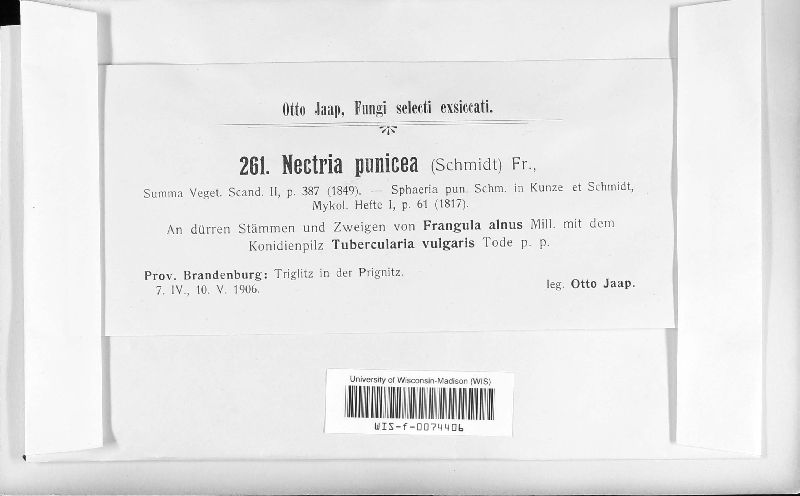 Otto Jaap, Fungi selecti exsiccati.
261. Nectria punicea (Schmidt) Fr.,
Summa Veget. Scand. II, p. 387 (1849). — Sphaeria pun. Schm. in Kunze et Schmidt,
Mykol. Hefte I, p. 61 (1817).
An dürren Stämmen und Zweigen von Frangula alnus Mill. mit dem
Konidienpilz Tubercularia vulgaris Tode p. p.
Prov. Brandenburg: Triglitz in der Prignitz.
7. IV., 10. V. 1906.
leg. Otto Jaap.
University of Wisconsin-Madison (WIS)
WIS-f-0074406